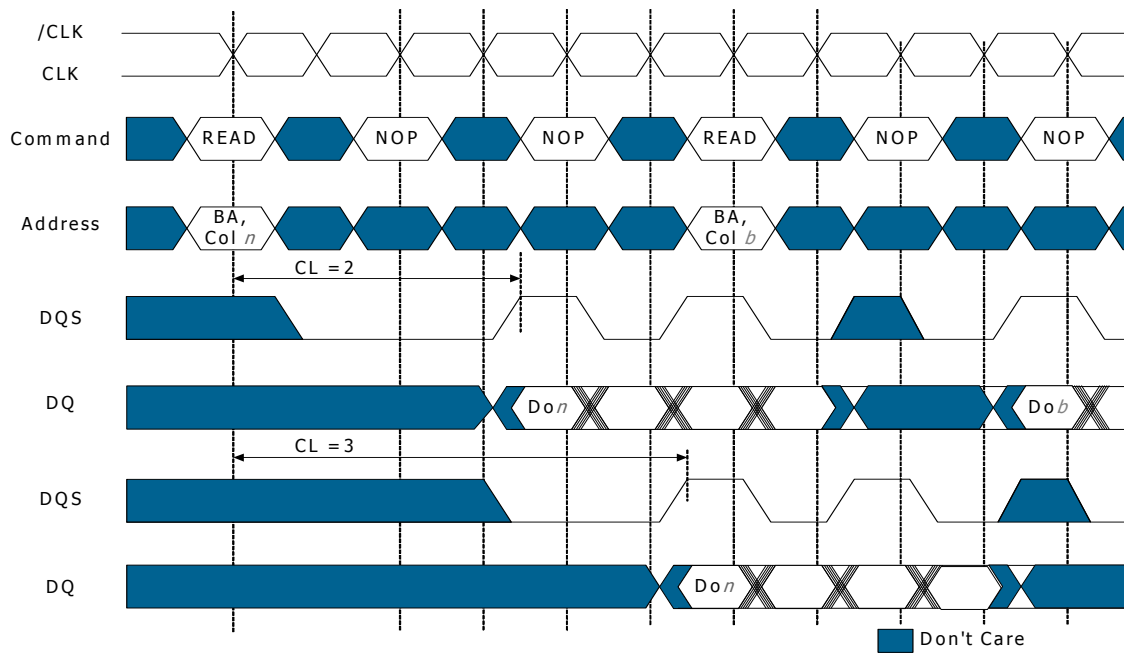 /CLK
CLK
Command
READ
NOP
NOP
READ
NOP
NOP
Address
BA,
Col n
BA,
Col b
CL = 2
DQS
DQ
Do n
Do b
CL = 3
DQS
DQ
Do n
Don't Care